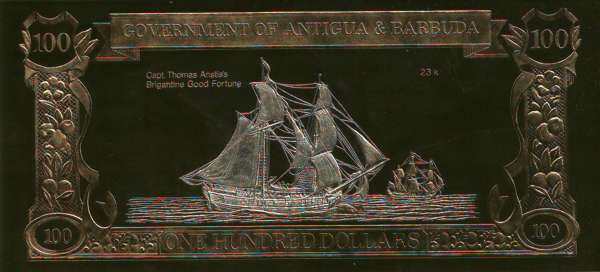 100
GOVERNMENT OF ANTIGUA & BARBUDA
100
Capt. Thomas Anstis's
Brigantine Good Fortune
23 K
100
ONE HUNDRED DOLLARS
100